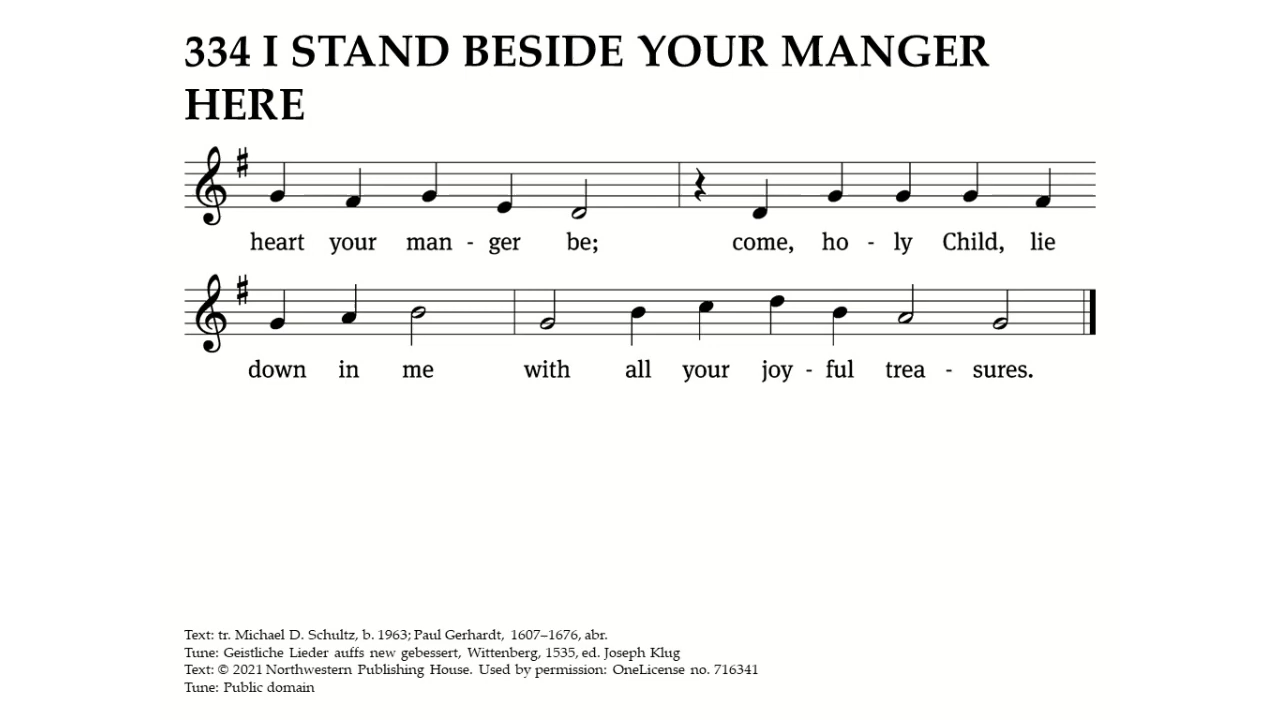 334 I STAND BESIDE YOUR MANGER
HERE
heart your man - ger be; come, ho - ly Child, lie
down in me with all your joy - ful trea - sures.
Text: tr. Michael D. Schultz, b. 1963; Paul Gerhardt, 1607–1676, abr.
Tune: Geistliche Lieder auffs new gebessert, Wittenberg, 1535, ed. Joseph Klug
Text: © 2021 Northwestern Publishing House. Used by permission: OneLicense no. 716341
Tune: Public domain